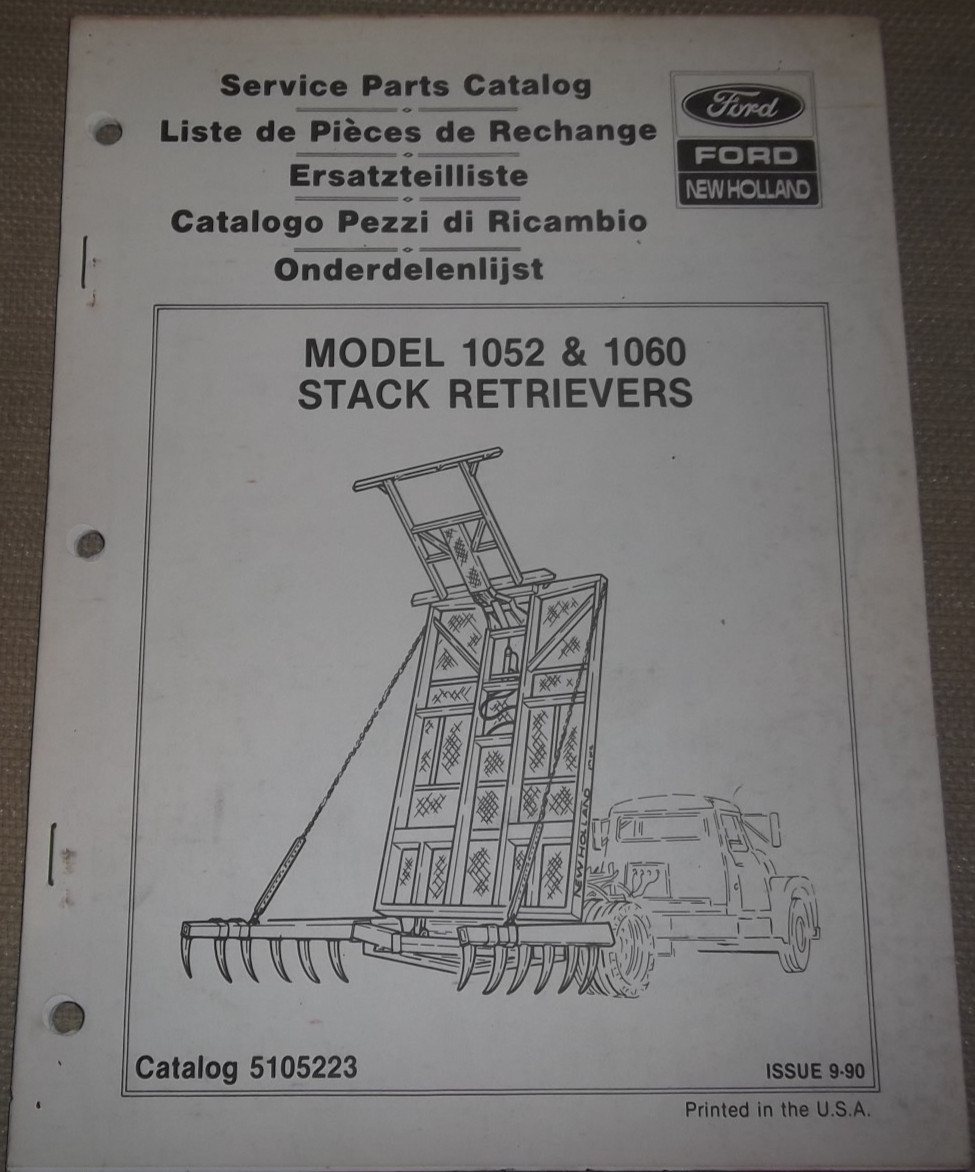 Service Parts Catalog
Liste de Pièces de Rechange
Ersatzteilliste
Catalogo Pezzi di Ricambio
Onderdelenlijst
Ford
FORD
NEW HOLLAND
MODEL 1052 & 1060
STACK RETRIEVERS
NEW HOLLAND
Catalog 5105223
ISSUE 9-90
Printed in the U.S.A.